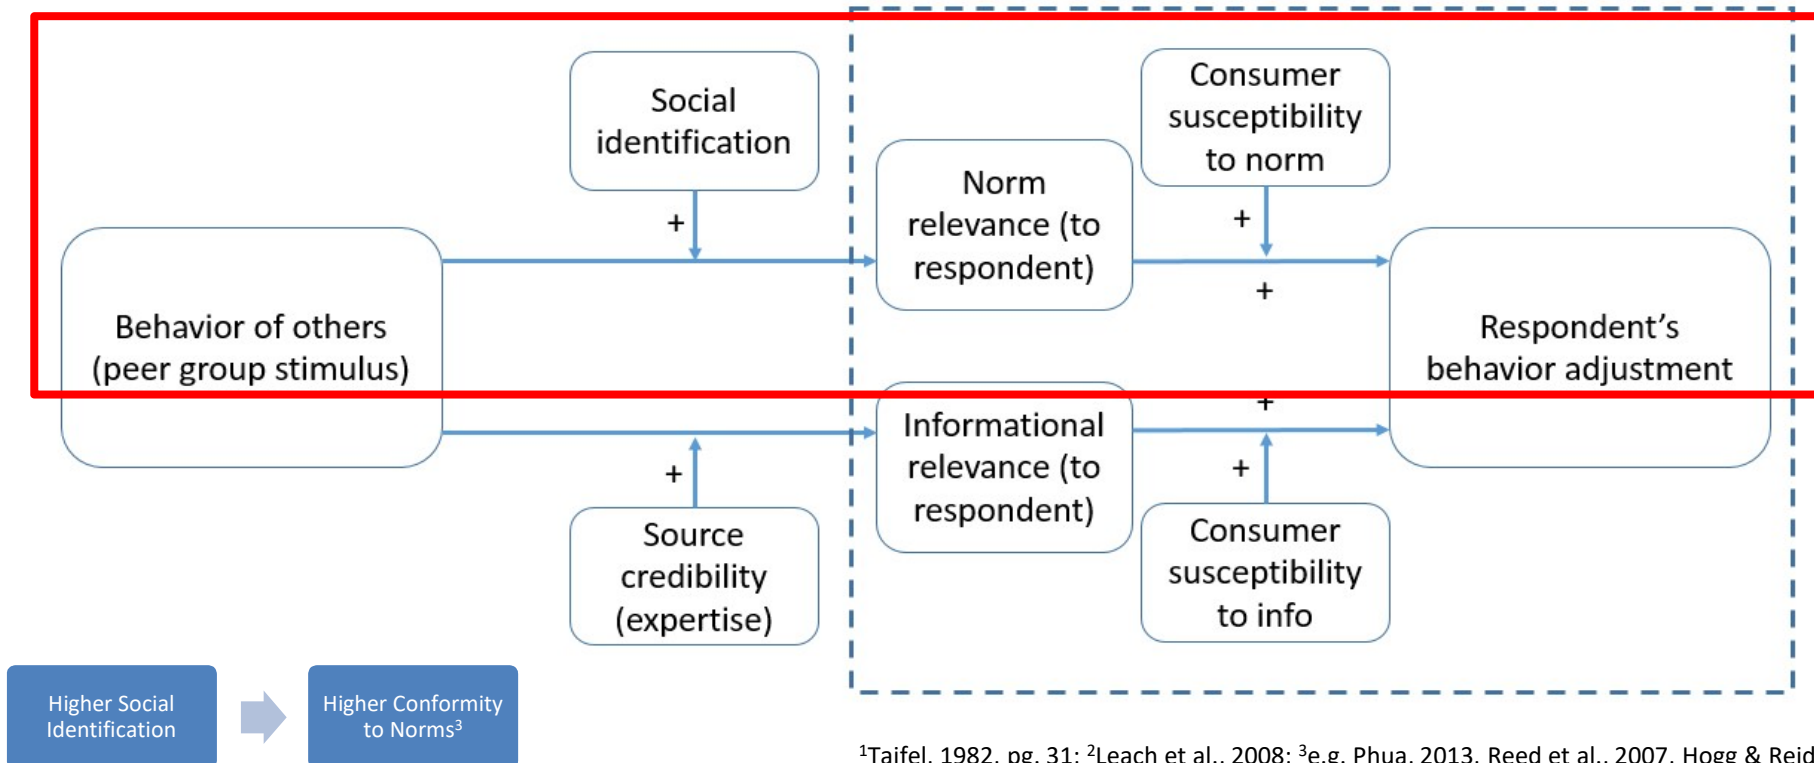 Social
identification
+
Consumer
susceptibility
to norm
+
Norm
relevance (to
respondent)
+
Behavior of others
(peer group stimulus)
Respondent’s
behavior adjustment
+
Informational
relevance (to
respondent)
+
+
Source
credibility
(expertise)
Consumer
susceptibility
to info
Higher Social
Identification
Higher Conformity
to Norms³
¹Tajfel, 1982, pg. 31; ²Leach et al., 2008; ³e.g. Phua, 2013, Reed et al., 2007, Hogg & Reid